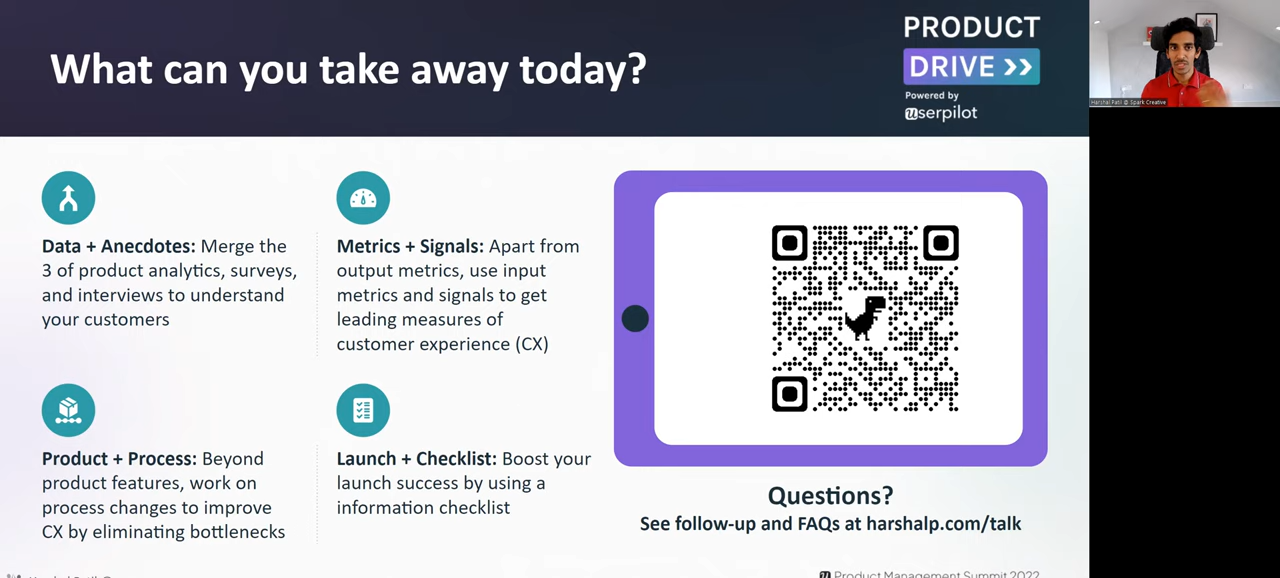 What can you take away today?
PRODUCT
DRIVE >>
Powered by
userpilot
Harshal Patil @ Spark Creative
Data + Anecdotes: Merge the
3 of product analytics, surveys,
and interviews to understand
your customers
Metrics + Signals: Apart from
output metrics, use input
metrics and signals to get
leading measures of
customer experience (CX)
Product + Process: Beyond
product features, work on
process changes to improve
CX by eliminating bottlenecks
Launch + Checklist: Boost your
launch success by using a
information checklist
Questions?
See follow-up and FAQs at harshalp.com/talk
Product Management Summit 2022